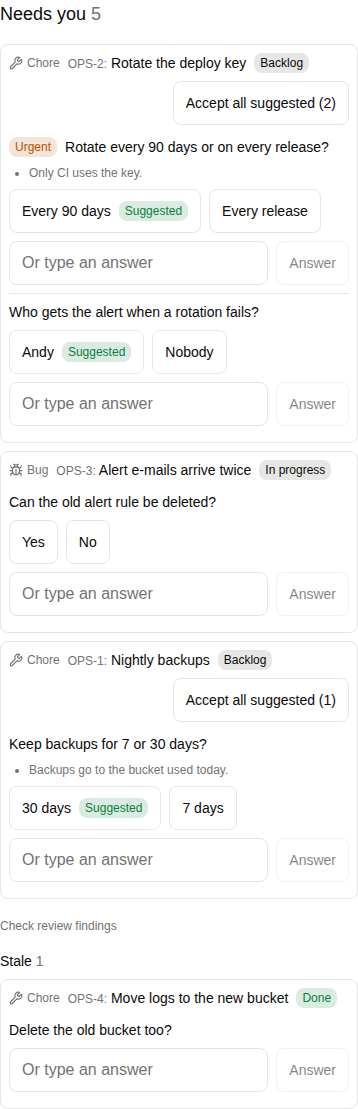 Needs you 5
Chore OPS-2: Rotate the deploy key Backlog
Accept all suggested (2)
Urgent Rotate every 90 days or on every release?
• Only CI uses the key.
Every 90 days Suggested Every release
Or type an answer Answer
Who gets the alert when a rotation fails?
Andy Suggested Nobody
Or type an answer Answer
Bug OPS-3: Alert e-mails arrive twice In progress
Can the old alert rule be deleted?
Yes No
Or type an answer Answer
Chore OPS-1: Nightly backups Backlog
Accept all suggested (1)
Keep backups for 7 or 30 days?
• Backups go to the bucket used today.
30 days Suggested 7 days
Or type an answer Answer
Check review findings
Stale 1
Chore OPS-4: Move logs to the new bucket Done
Delete the old bucket too?
Or type an answer Answer